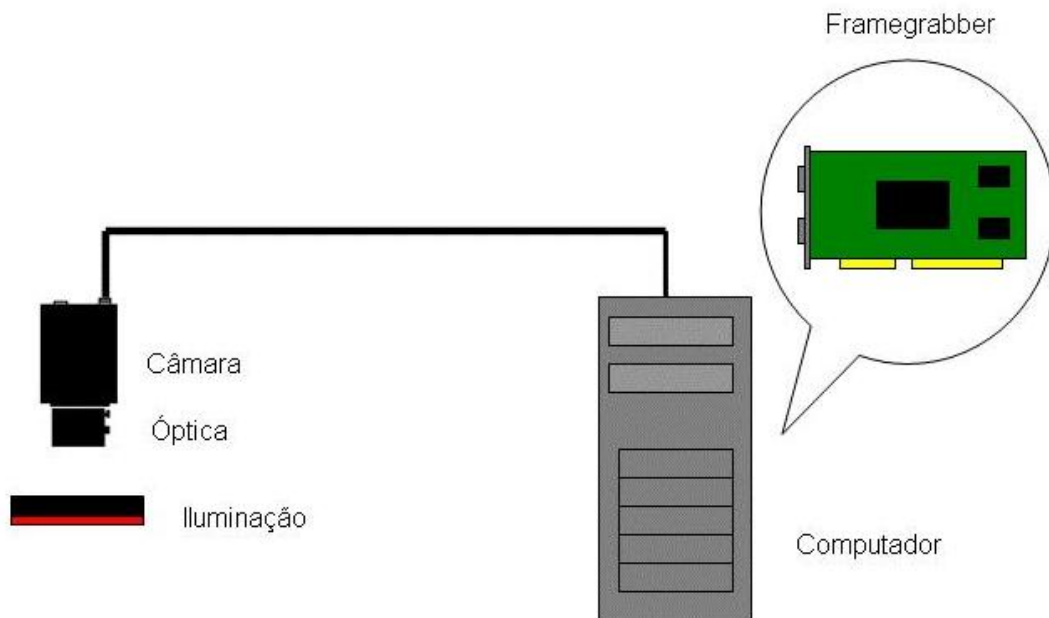 Framegrabber
Câmara
Óptica
Iluminação
Computador